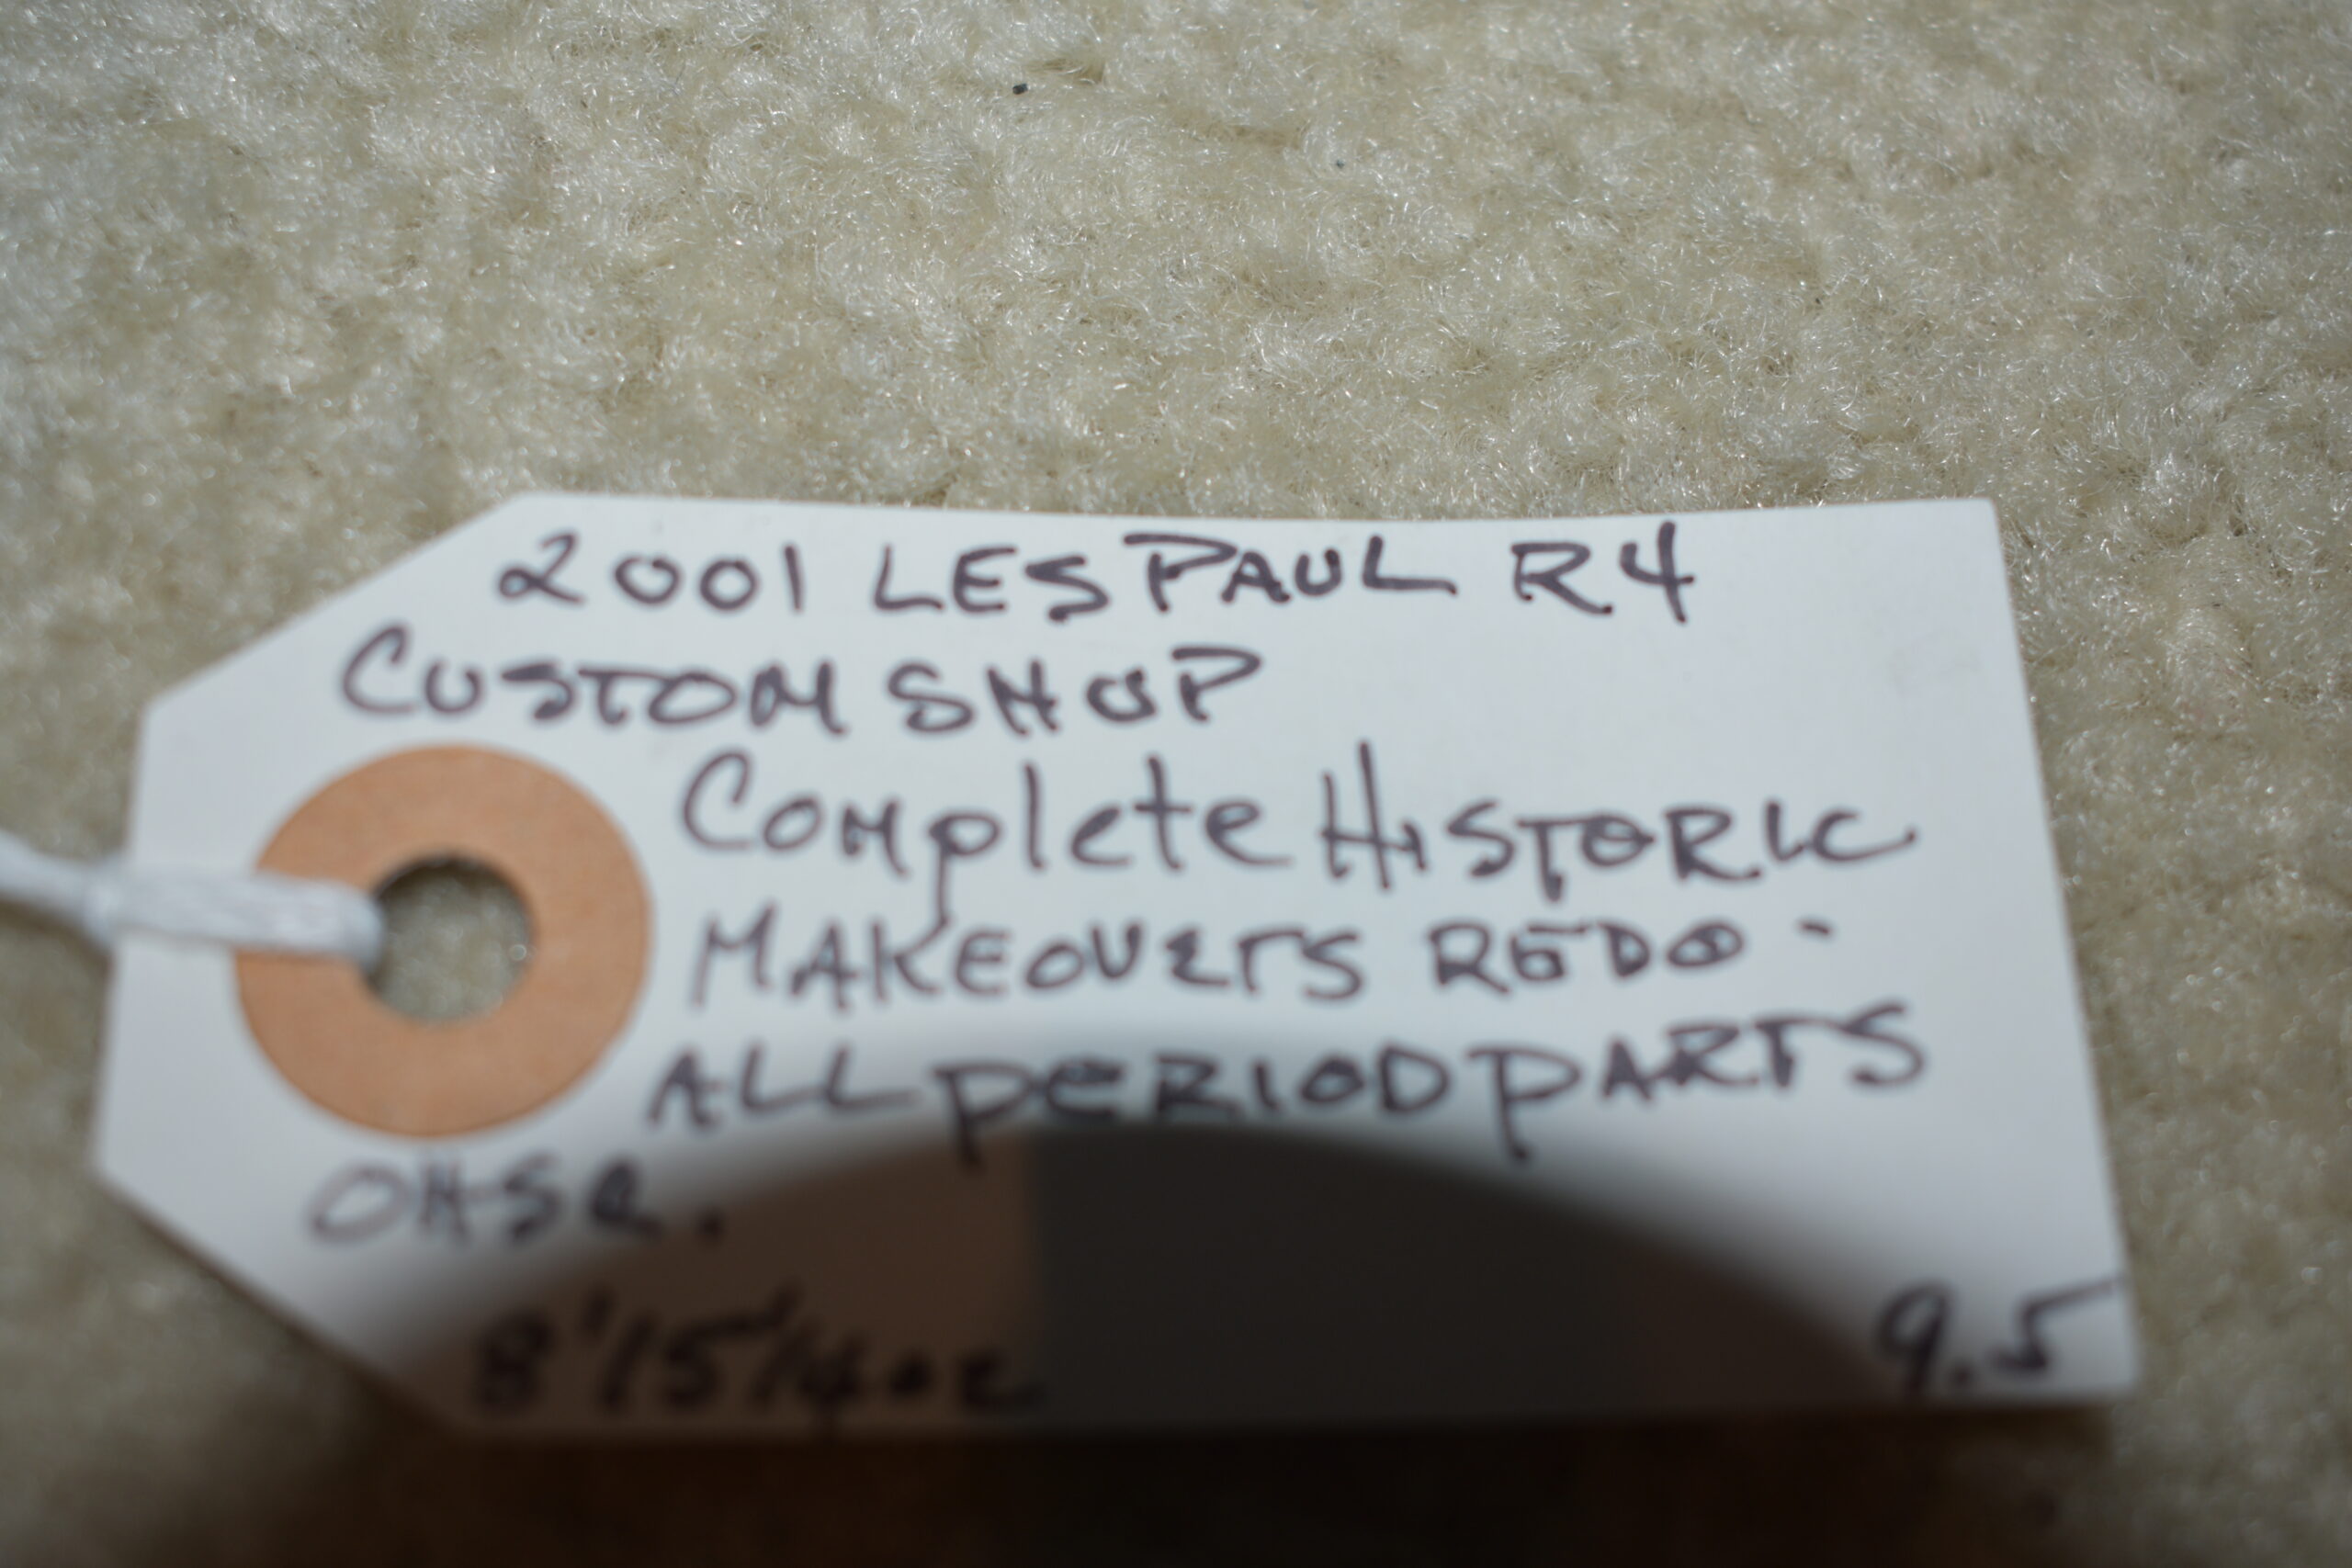 2001 LES PAUL R4
CUSTOM SHOP
Complete HISTORIC
MAKEOVERS REDO -
ALL PERIOD PARTS
OHSC.
8'15 1/4 oz
9.5